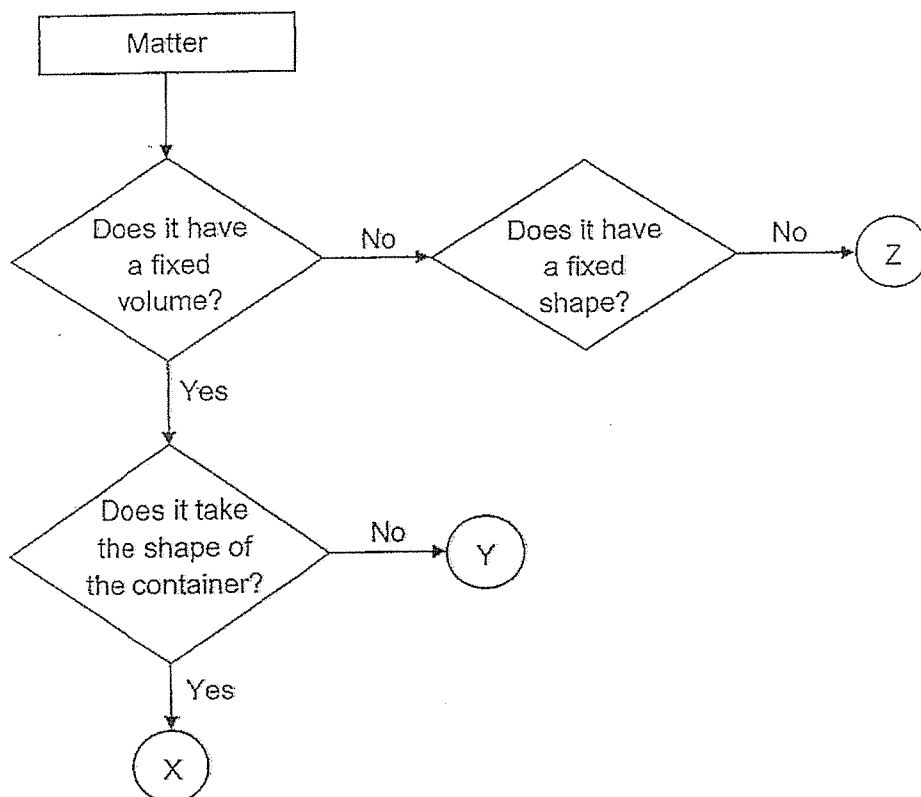 Matter
Does it have
a fixed
volume?
No
Does it have
a fixed
shape?
No
Z
Yes
Does it take
the shape of
the container?
No
Y
Yes
X